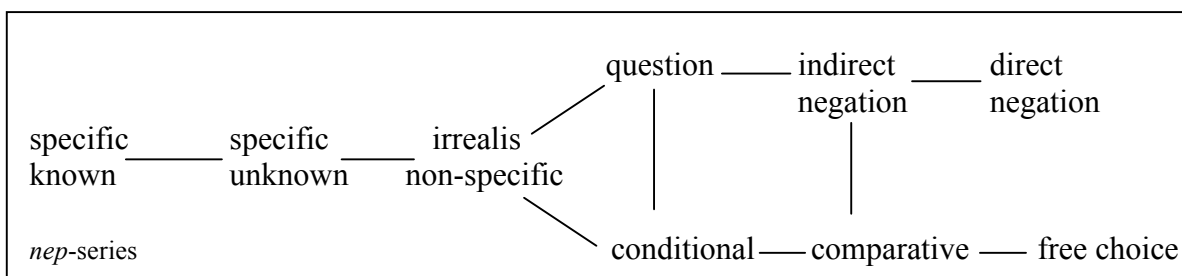 question
indirect
negation
direct
negation
specific
known
specific
unknown
irrealis
non-specific
nep-series
conditional
comparative
free choice